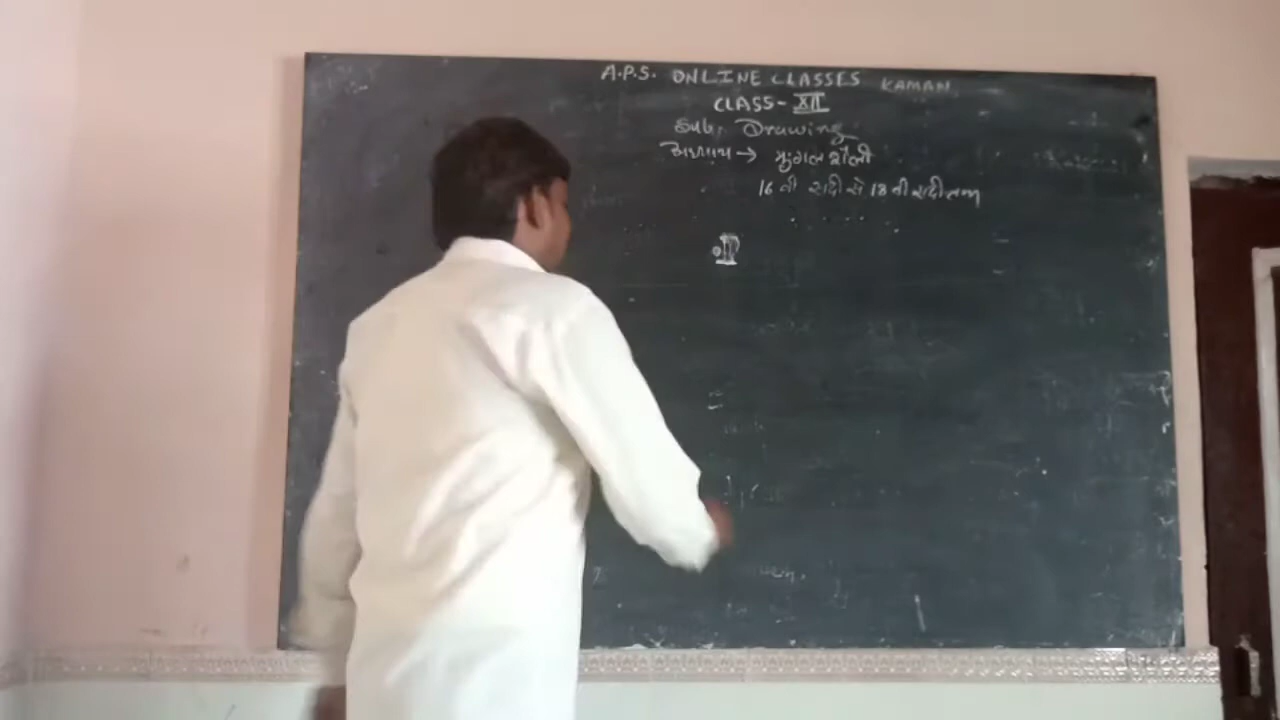 A.P.S. ONLINE CLASSES KAMAN
CLASS - XII
Sub. Drawing
अध्याय → मुगल शैली
16 वी सदी से 18 वी सदी तक